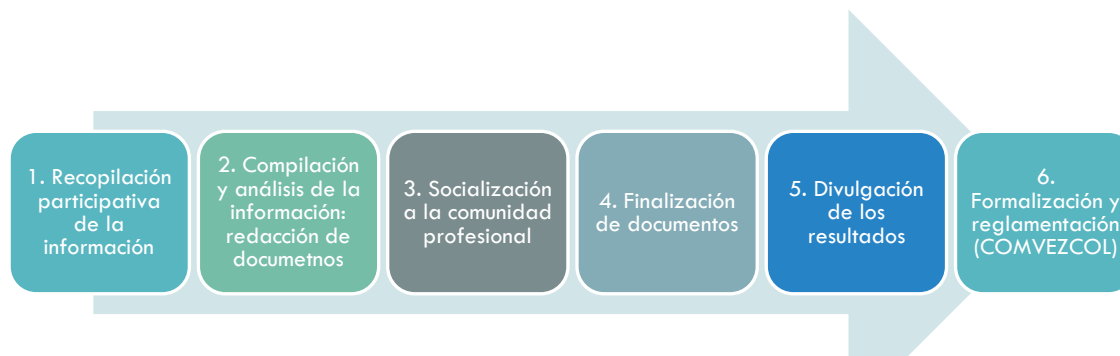 1. Recopilación
participativa
de la
información
2. Compilación
y análisis de la
información:
redacción de
documetnos
3. Socialización
a la comunidad
profesional
4. Finalización
de documentos
5. Divulgación
de los
resultados
6.
Formalización y
reglamentación
(COMVEZCOL)